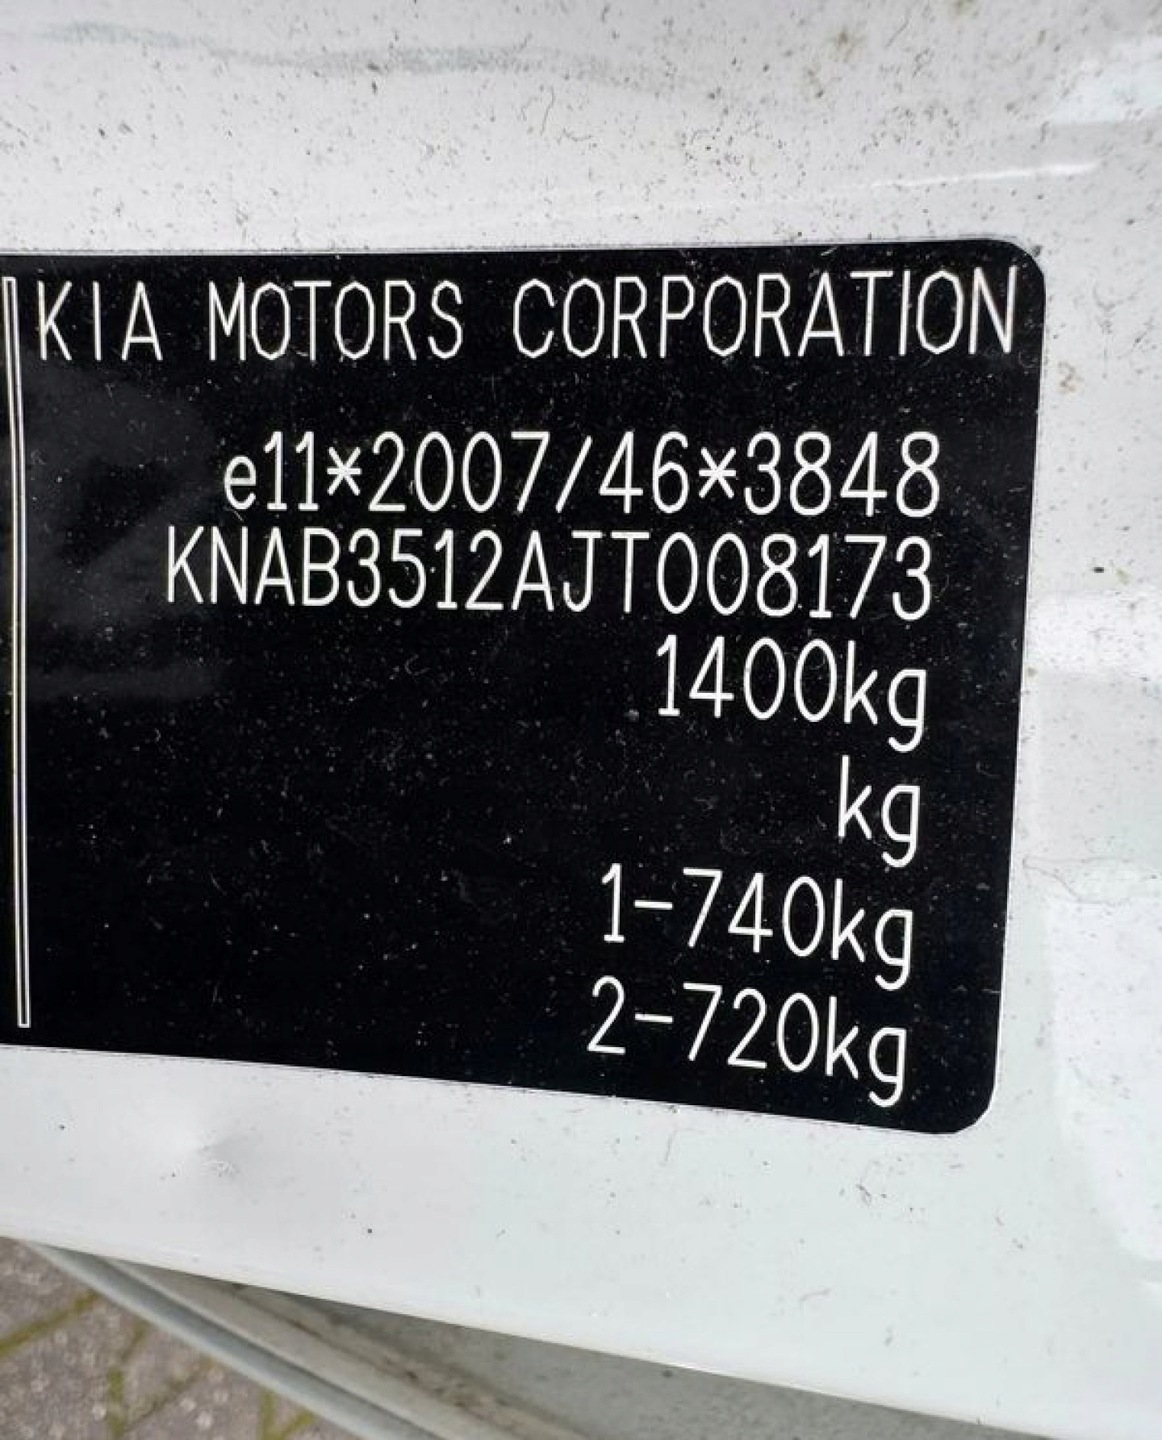 KIA MOTORS CORPORATION
e11*2007/46*3848
KNAB3512AJT008173
1400kg
kg
1-740kg
2-720kg